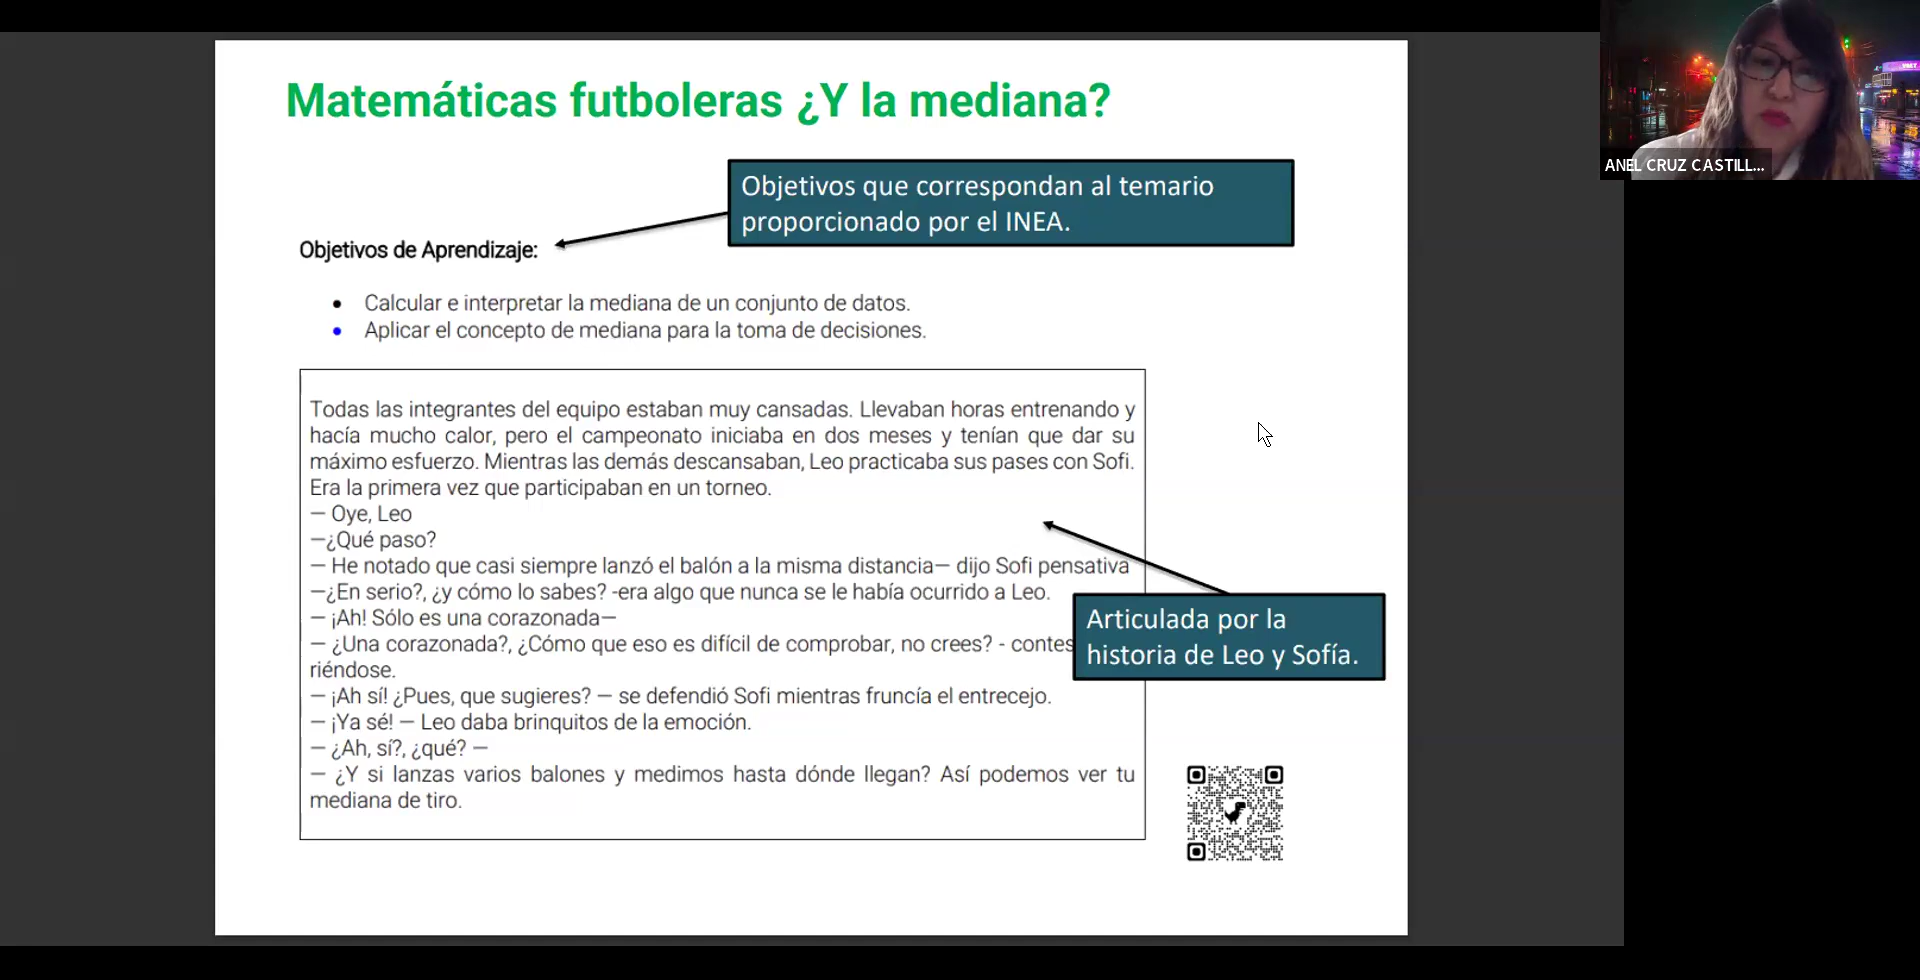 Matemáticas futboleras ¿Y la mediana?
Objetivos que correspondan al temario
proporcionado por el INEA.
Objetivos de Aprendizaje:
• Calcular e interpretar la mediana de un conjunto de datos.
• Aplicar el concepto de mediana para la toma de decisiones.
Todas las integrantes del equipo estaban muy cansadas. Llevaban horas entrenando y
hacía mucho calor, pero el campeonato iniciaba en dos meses y tenían que dar su
máximo esfuerzo. Mientras las demás descansaban, Leo practicaba sus pases con Sofi.
Era la primera vez que participaban en un torneo.
— Oye, Leo
—¿Qué paso?
— He notado que casi siempre lanzó el balón a la misma distancia— dijo Sofi pensativa
—¿En serio?, ¿y cómo lo sabes? -era algo que nunca se le había ocurrido a Leo.
— ¡Ah! Sólo es una corazonada—
— ¿Una corazonada?, ¿Cómo que eso es difícil de comprobar, no crees? - contes
riéndose.
— ¡Ah sí! ¿Pues, que sugieres? — se defendió Sofi mientras fruncía el entrecejo.
— ¡Ya sé! — Leo daba brinquitos de la emoción.
— ¿Ah, sí?, ¿qué? —
— ¿Y si lanzas varios balones y medimos hasta dónde llegan? Así podemos ver tu
mediana de tiro.
Articulada por la
historia de Leo y Sofía.
ANEL CRUZ CASTILL...